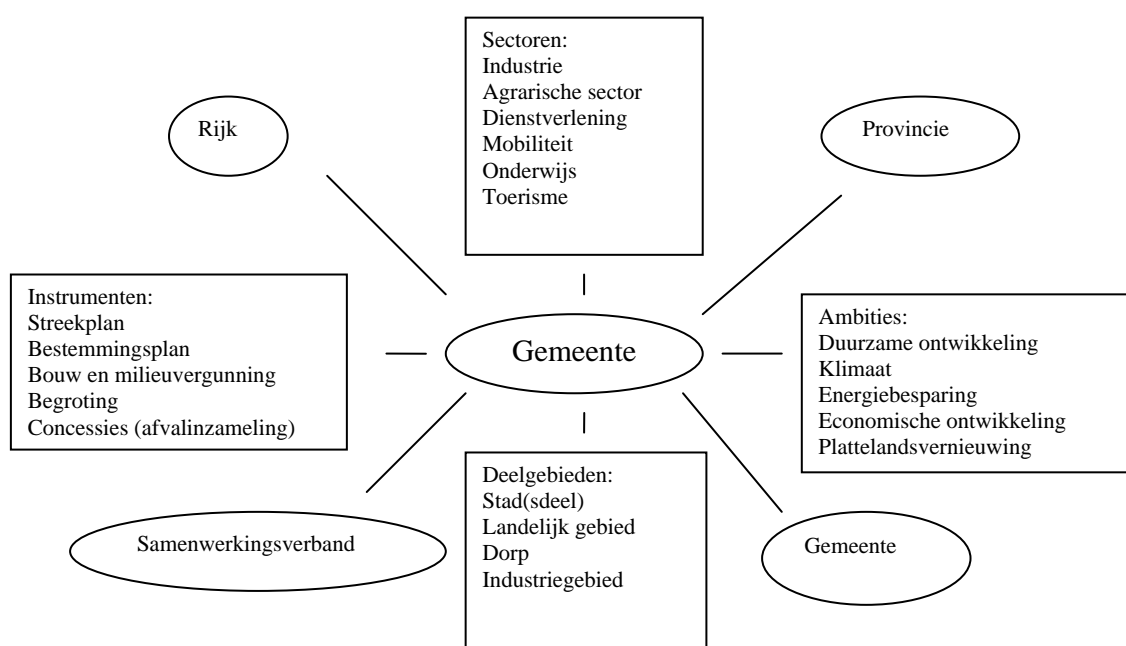 Sectoren:
Industrie
Agrarische sector
Dienstverlening
Mobiliteit
Onderwijs
Toerisme
Rijk
Provincie
Instrumenten:
Streekplan
Bestemmingsplan
Bouw en milieuvergunning
Begroting
Concessies (afvalinzameling)
Gemeente
Ambities:
Duurzame ontwikkeling
Klimaat
Energiebesparing
Economische ontwikkeling
Plattelandsvernieuwing
Deelgebieden:
Stad(sdeel)
Landelijk gebied
Dorp
Industriegebied
Samenwerkingsverband
Gemeente